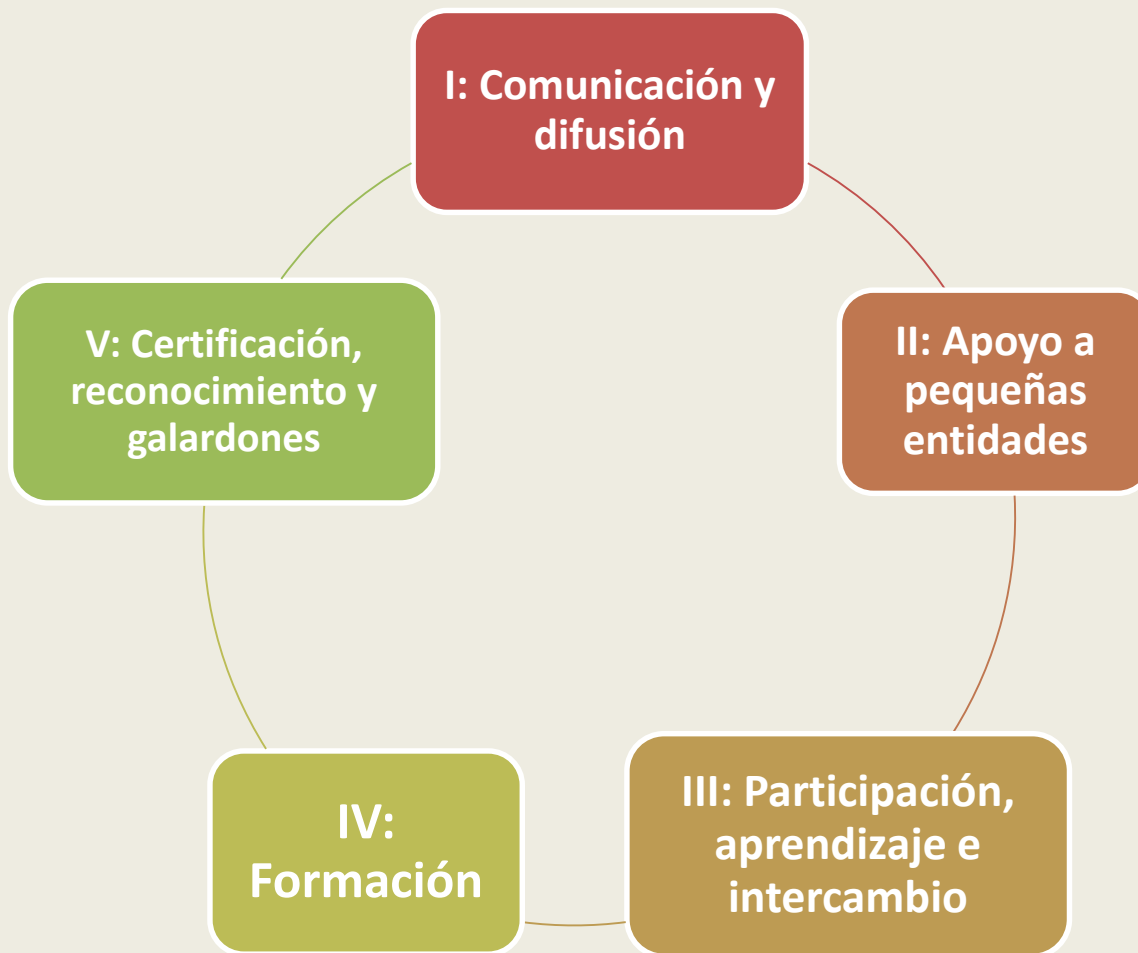 I: Comunicación y
difusión
II: Apoyo a
pequeñas
entidades
III: Participación,
aprendizaje e
intercambio
IV:
Formación
V: Certificación,
reconocimiento y
galardones